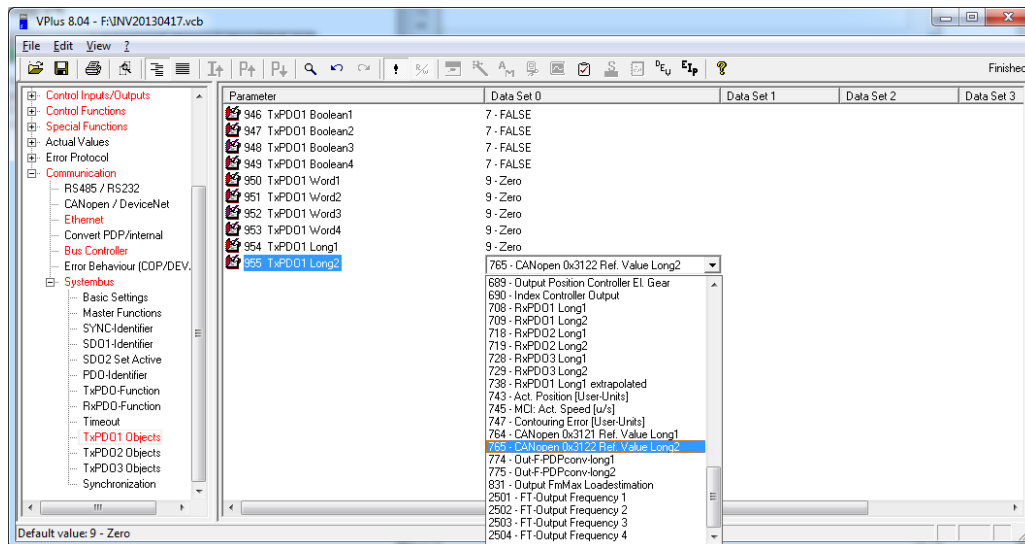 VPlus 8.04 - F:\INV20130417.vcb
File Edit View ?
Finished
Control Inputs/Outputs
Control Functions
Special Functions
Actual Values
Error Protocol
Communication
RS485 / RS232
CANopen / DeviceNet
Ethernet
Convert PDP/internal
Bus Controller
Error Behaviour (COP/DEV.
Systembus
Basic Settings
Master Functions
SYNC-Identifier
SDO1-Identifier
SDO2 Set Active
PDO-Identifier
TxPDO-Function
RxPDO-Function
Timeout
TxPDO1 Objects
TxPDO2 Objects
TxPDO3 Objects
Synchronization
Parameter Data Set 0 Data Set 1 Data Set 2 Data Set 3
946 TxPDO1 Boolean1 7 - FALSE
947 TxPDO1 Boolean2 7 - FALSE
948 TxPDO1 Boolean3 7 - FALSE
949 TxPDO1 Boolean4 7 - FALSE
950 TxPDO1 Word1 9 - Zero
951 TxPDO1 Word2 9 - Zero
952 TxPDO1 Word3 9 - Zero
953 TxPDO1 Word4 9 - Zero
954 TxPDO1 Long1 9 - Zero
955 TxPDO1 Long2 765 - CANopen 0x3122 Ref. Value Long2
689 - Output Position Controller El. Gear
690 - Index Controller Output
708 - RxPDO1 Long1
709 - RxPDO1 Long2
718 - RxPDO2 Long1
719 - RxPDO2 Long2
728 - RxPDO3 Long1
729 - RxPDO3 Long2
738 - RxPDO1 Long1 extrapolated
743 - Act. Position [User-Units]
745 - MCI: Act. Speed [u/s]
747 - Contouring Error [User-Units]
764 - CANopen 0x3121 Ref. Value Long1
765 - CANopen 0x3122 Ref. Value Long2
774 - Out-F-PDPconv-long1
775 - Out-F-PDPconv-long2
831 - Output FmMax Loadestimation
2501 - FT-Output Frequency 1
2502 - FT-Output Frequency 2
2503 - FT-Output Frequency 3
2504 - FT-Output Frequency 4
Default value: 9 - Zero